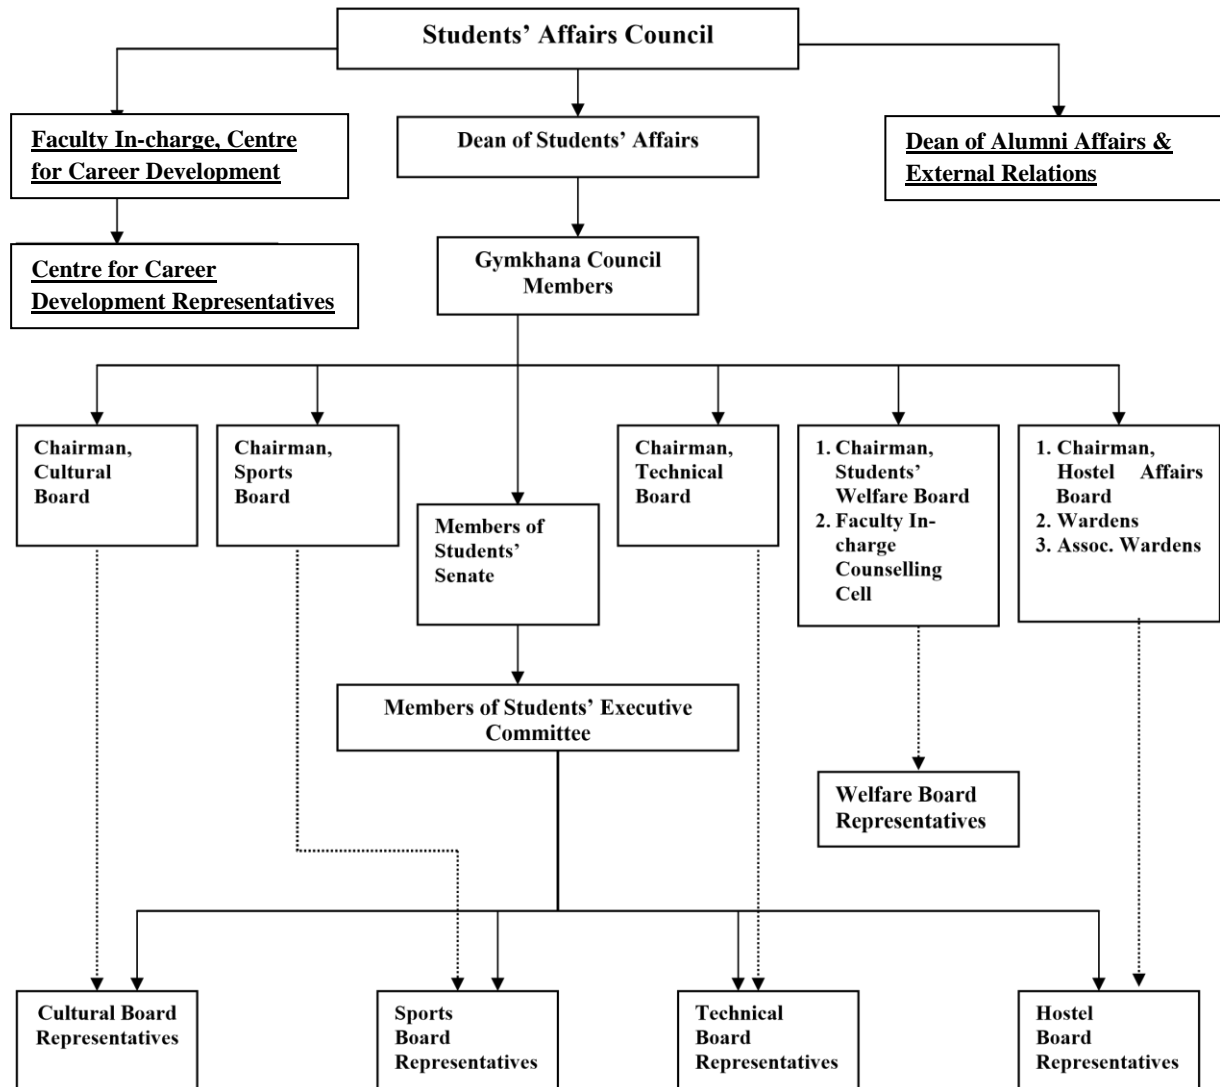 Students’ Affairs Council
Faculty In-charge, Centre
for Career Development
Dean of Students’ Affairs
Dean of Alumni Affairs &
External Relations
Centre for Career
Development Representatives
Gymkhana Council
Members
Chairman,
Cultural
Board
Chairman,
Sports
Board
Members of
Students’
Senate
Chairman,
Technical
Board
1. Chairman,
Students’
Welfare Board
2. Faculty In-
charge
Counselling
Cell
1. Chairman,
Hostel Affairs
Board
2. Wardens
3. Assoc. Wardens
Members of Students’ Executive
Committee
Welfare Board
Representatives
Cultural Board
Representatives
Sports
Board
Representatives
Technical
Board
Representatives
Hostel
Board
Representatives